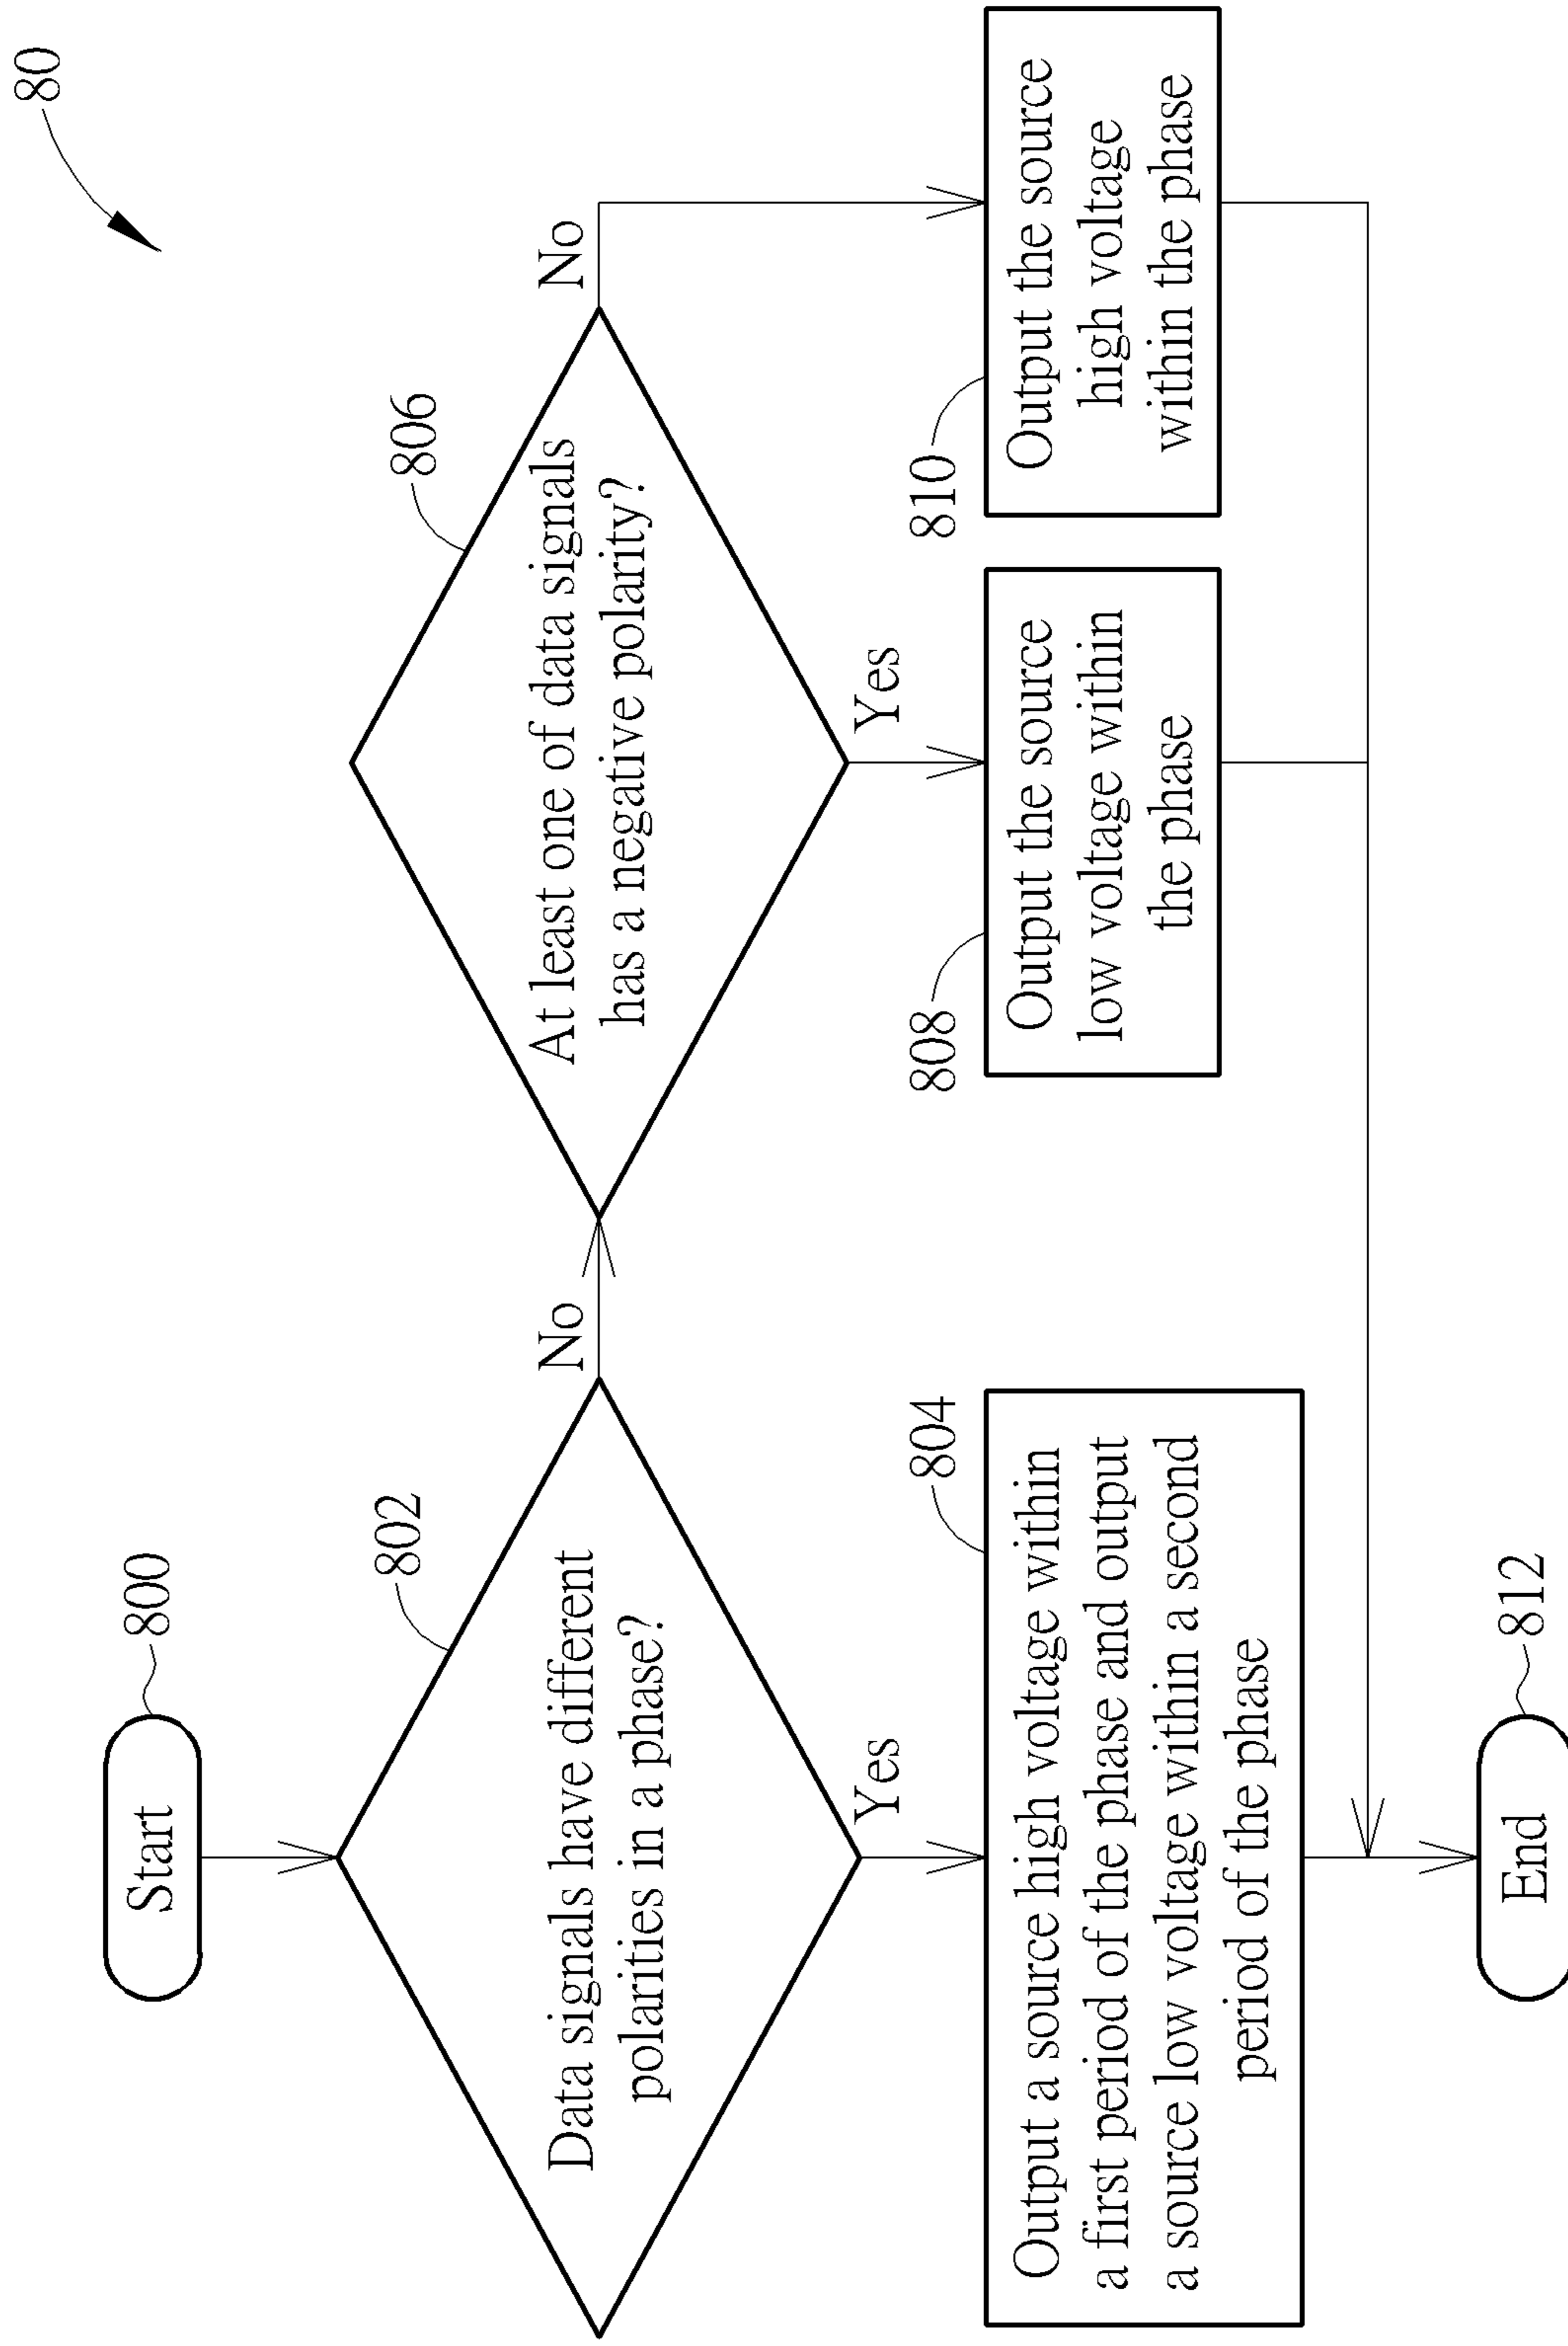 80
Start
800
Data signals have different
polarities in a phase?
802
No
Yes
At least one of data signals
has a negative polarity?
806
No
Yes
804
Output a source high voltage within
a first period of the phase and output
a source low voltage within a second
period of the phase
808
Output the source
low voltage within
the phase
810
Output the source
high voltage
within the phase
End
812